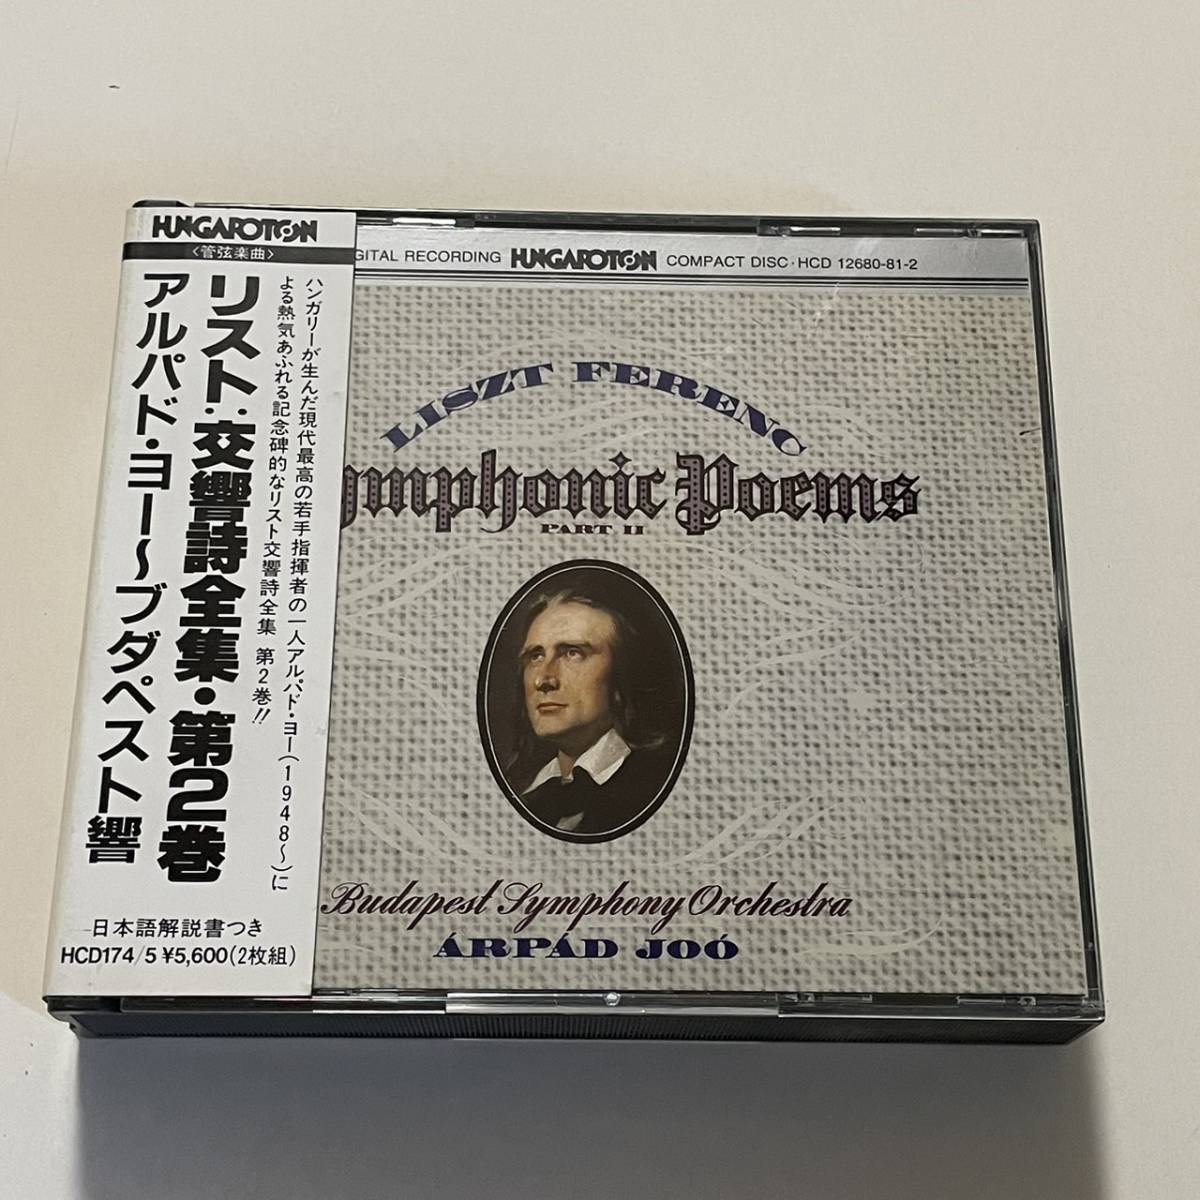 HUNGAROTON
〈管弦楽曲〉
ハンガリーが生んだ現代最高の若手指揮者の一人アルパド・ヨー(1948〜)に
よる熱気あふれる記念碑的なリスト交響詩全集 第2巻!!
リスト:交響詩全集・第2巻
アルパド・ヨー〜ブダペスト響
日本語解説書つき
HCD174/5 ¥5,600(2枚組)
IGITAL RECORDING HUNGAROTON COMPACT DISC · HCD 12680-81-2
LISZT FERENC
ymphonic Poems
PART II
Budapest Symphony Orchestra
ÁRPÁD JOÓ